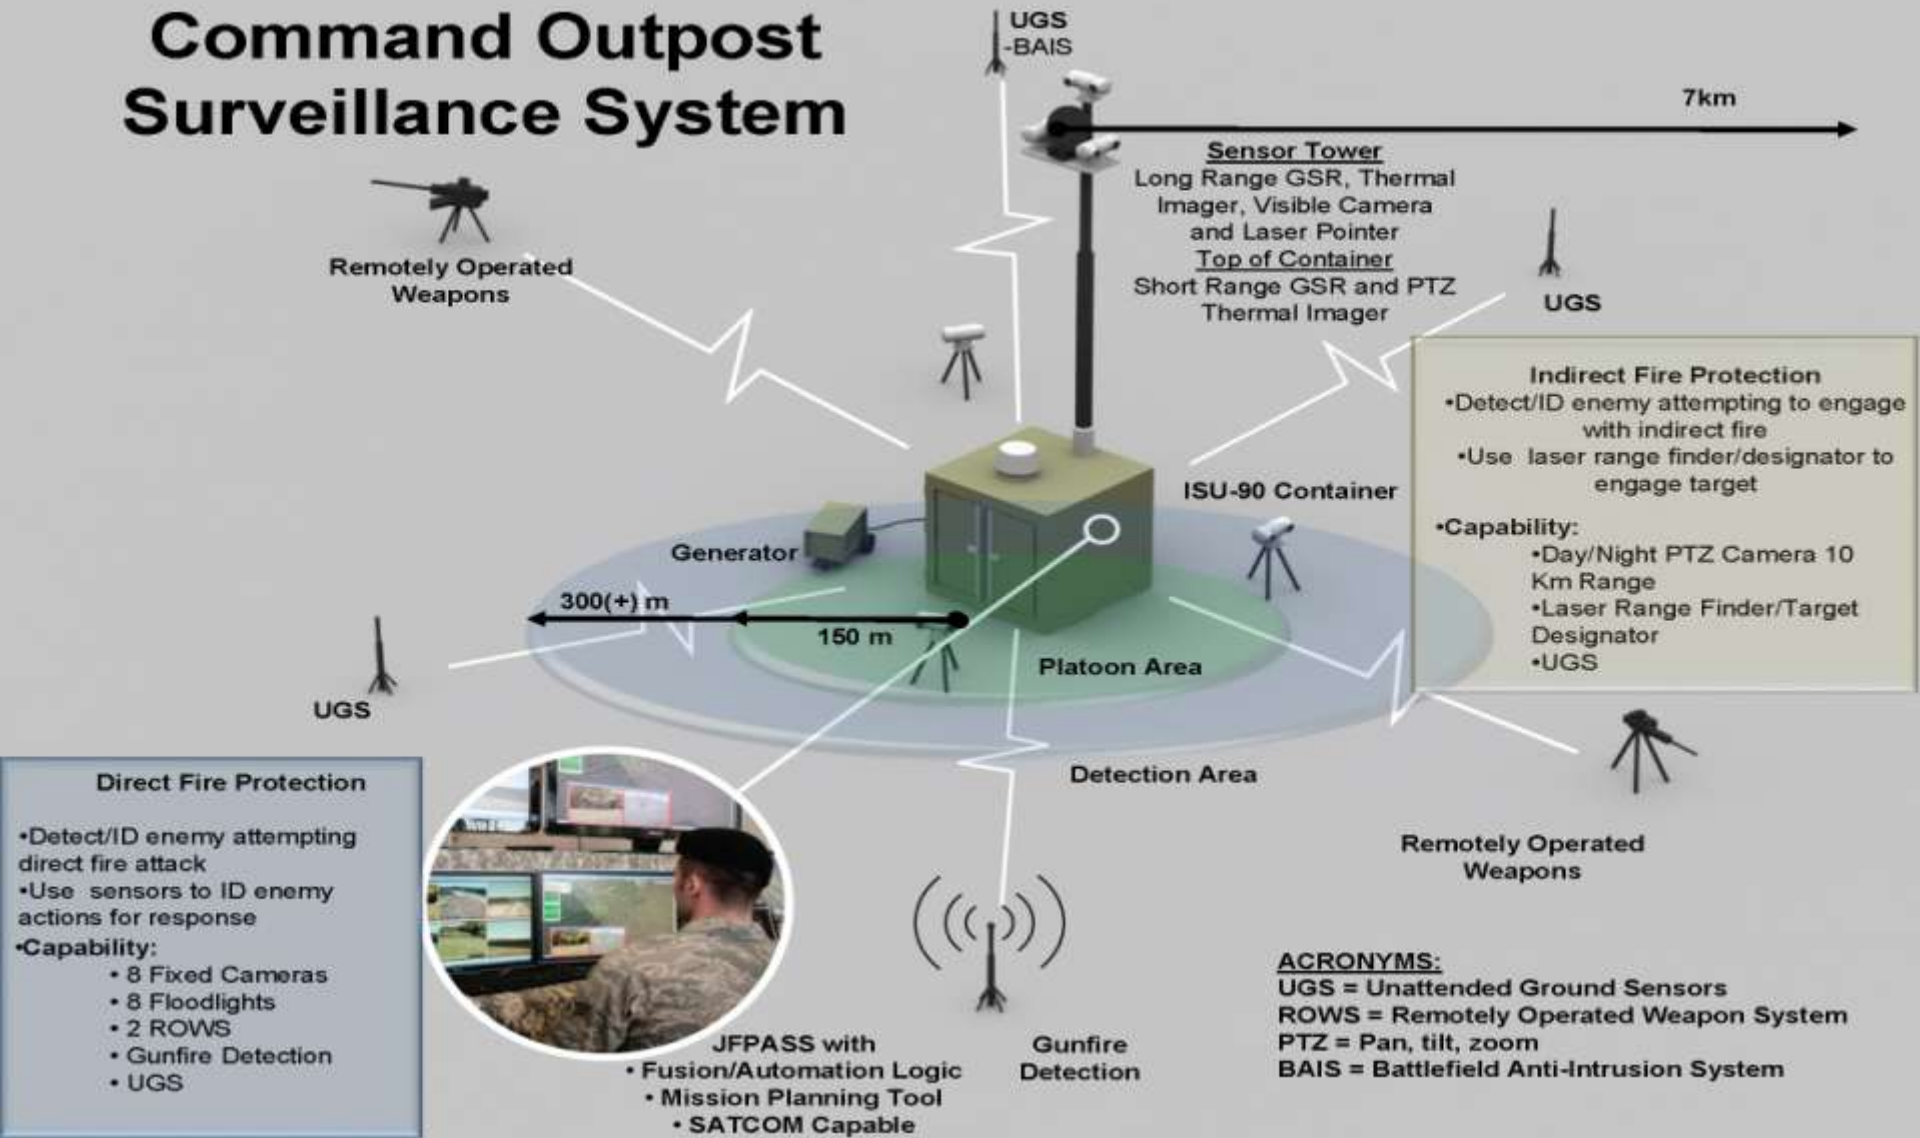 Command Outpost
Surveillance System
UGS
-BAIS
7km
Sensor Tower
Long Range GSR, Thermal
Imager, Visible Camera
and Laser Pointer
Top of Container
Short Range GSR and PTZ
Thermal Imager
Remotely Operated
Weapons
UGS
Indirect Fire Protection
•Detect/ID enemy attempting to engage
with indirect fire
•Use laser range finder/designator to
engage target
•Capability:
•Day/Night PTZ Camera 10
Km Range
•Laser Range Finder/Target
Designator
•UGS
ISU-90 Container
Generator
300(+) m
150 m
Platoon Area
UGS
Detection Area
Direct Fire Protection
•Detect/ID enemy attempting
direct fire attack
•Use sensors to ID enemy
actions for response
•Capability:
• 8 Fixed Cameras
• 8 Floodlights
• 2 ROWS
• Gunfire Detection
• UGS
Remotely Operated
Weapons
JFPASS with
• Fusion/Automation Logic
• Mission Planning Tool
• SATCOM Capable
Gunfire
Detection
ACRONYMS:
UGS = Unattended Ground Sensors
ROWS = Remotely Operated Weapon System
PTZ = Pan, tilt, zoom
BAIS = Battlefield Anti-Intrusion System